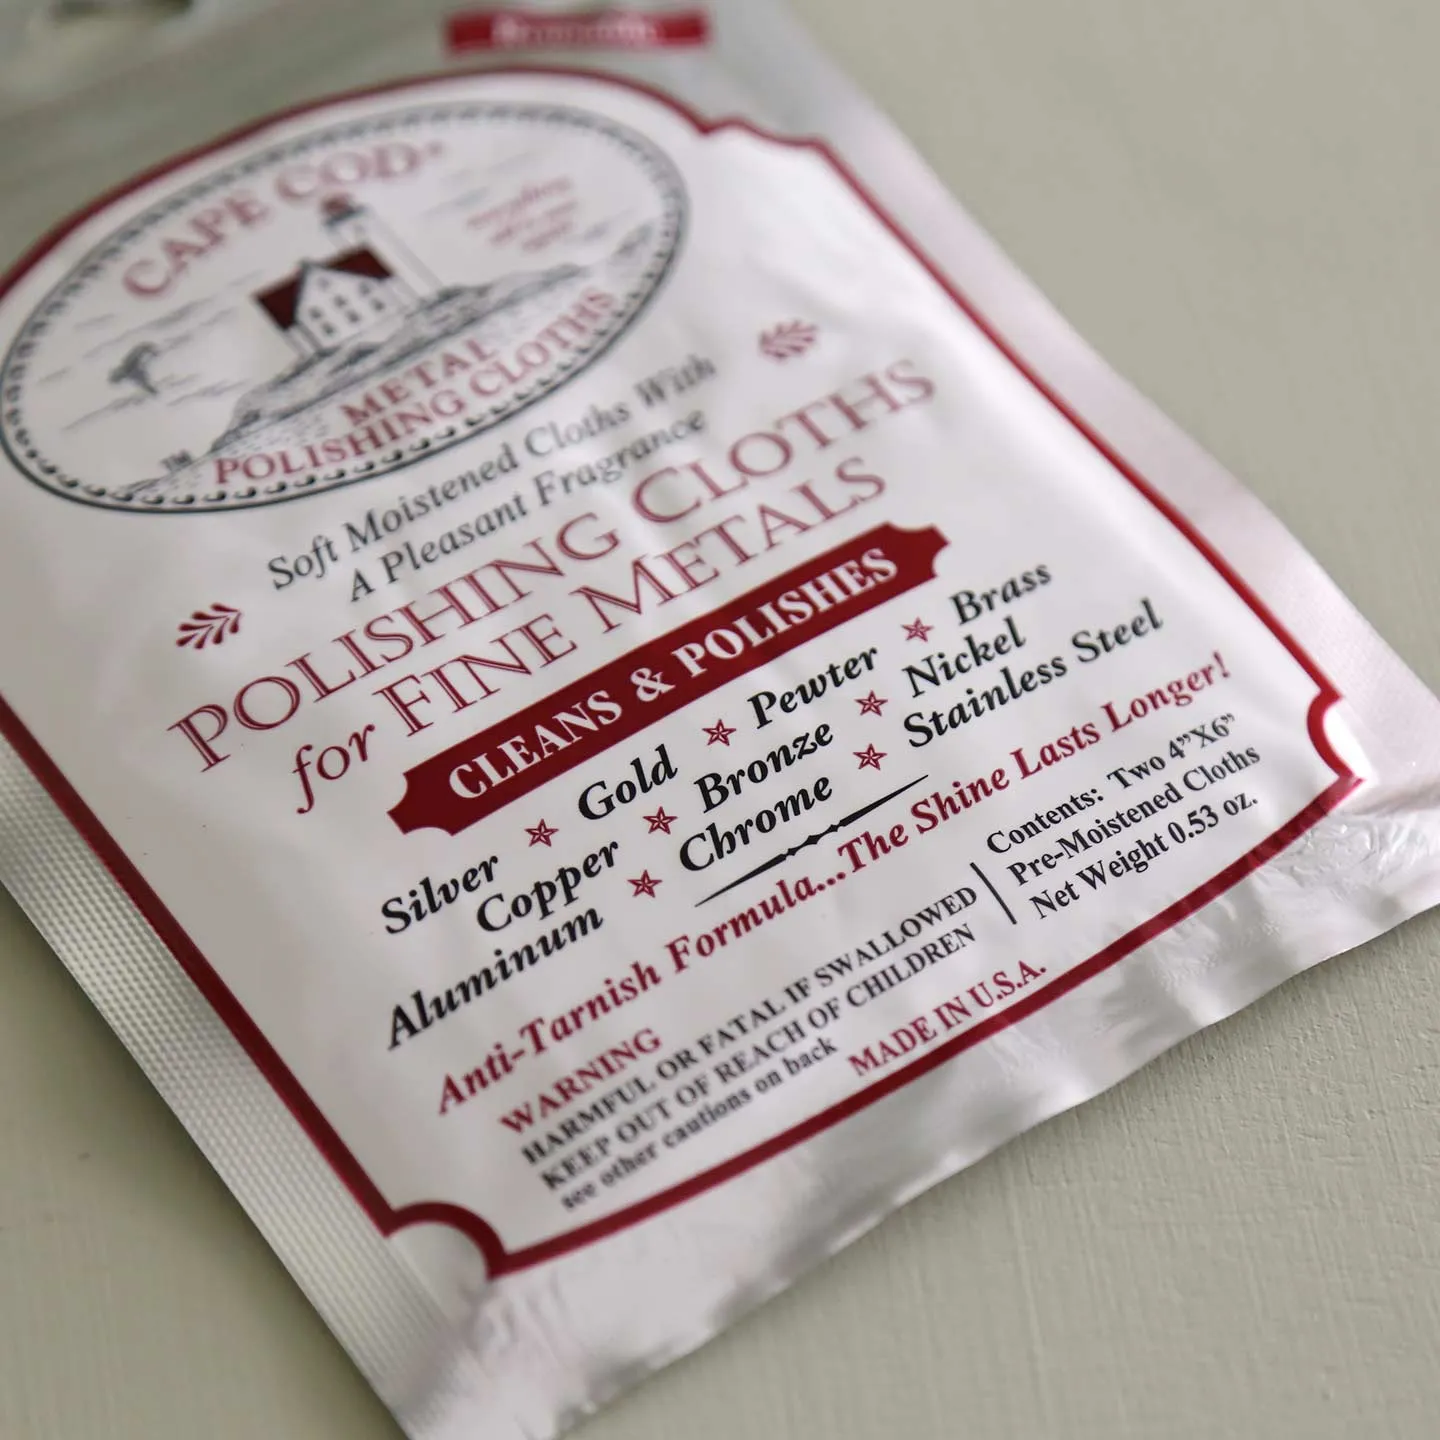 CAPE COD®
METAL
POLISHING CLOTHS
TM
Soft Moistened Cloths With
A Pleasant Fragrance
POLISHING CLOTHS
for FINE METALS
CLEANS & POLISHES
Silver Gold Pewter Brass
Copper Bronze Nickel
Aluminum Chrome Stainless Steel
Anti-Tarnish Formula...The Shine Lasts Longer!
WARNING
HARMFUL OR FATAL IF SWALLOWED
KEEP OUT OF REACH OF CHILDREN
see other cautions on back
Contents: Two 4”X6”
Pre-Moistened Cloths
Net Weight 0.53 oz.
MADE IN U.S.A.